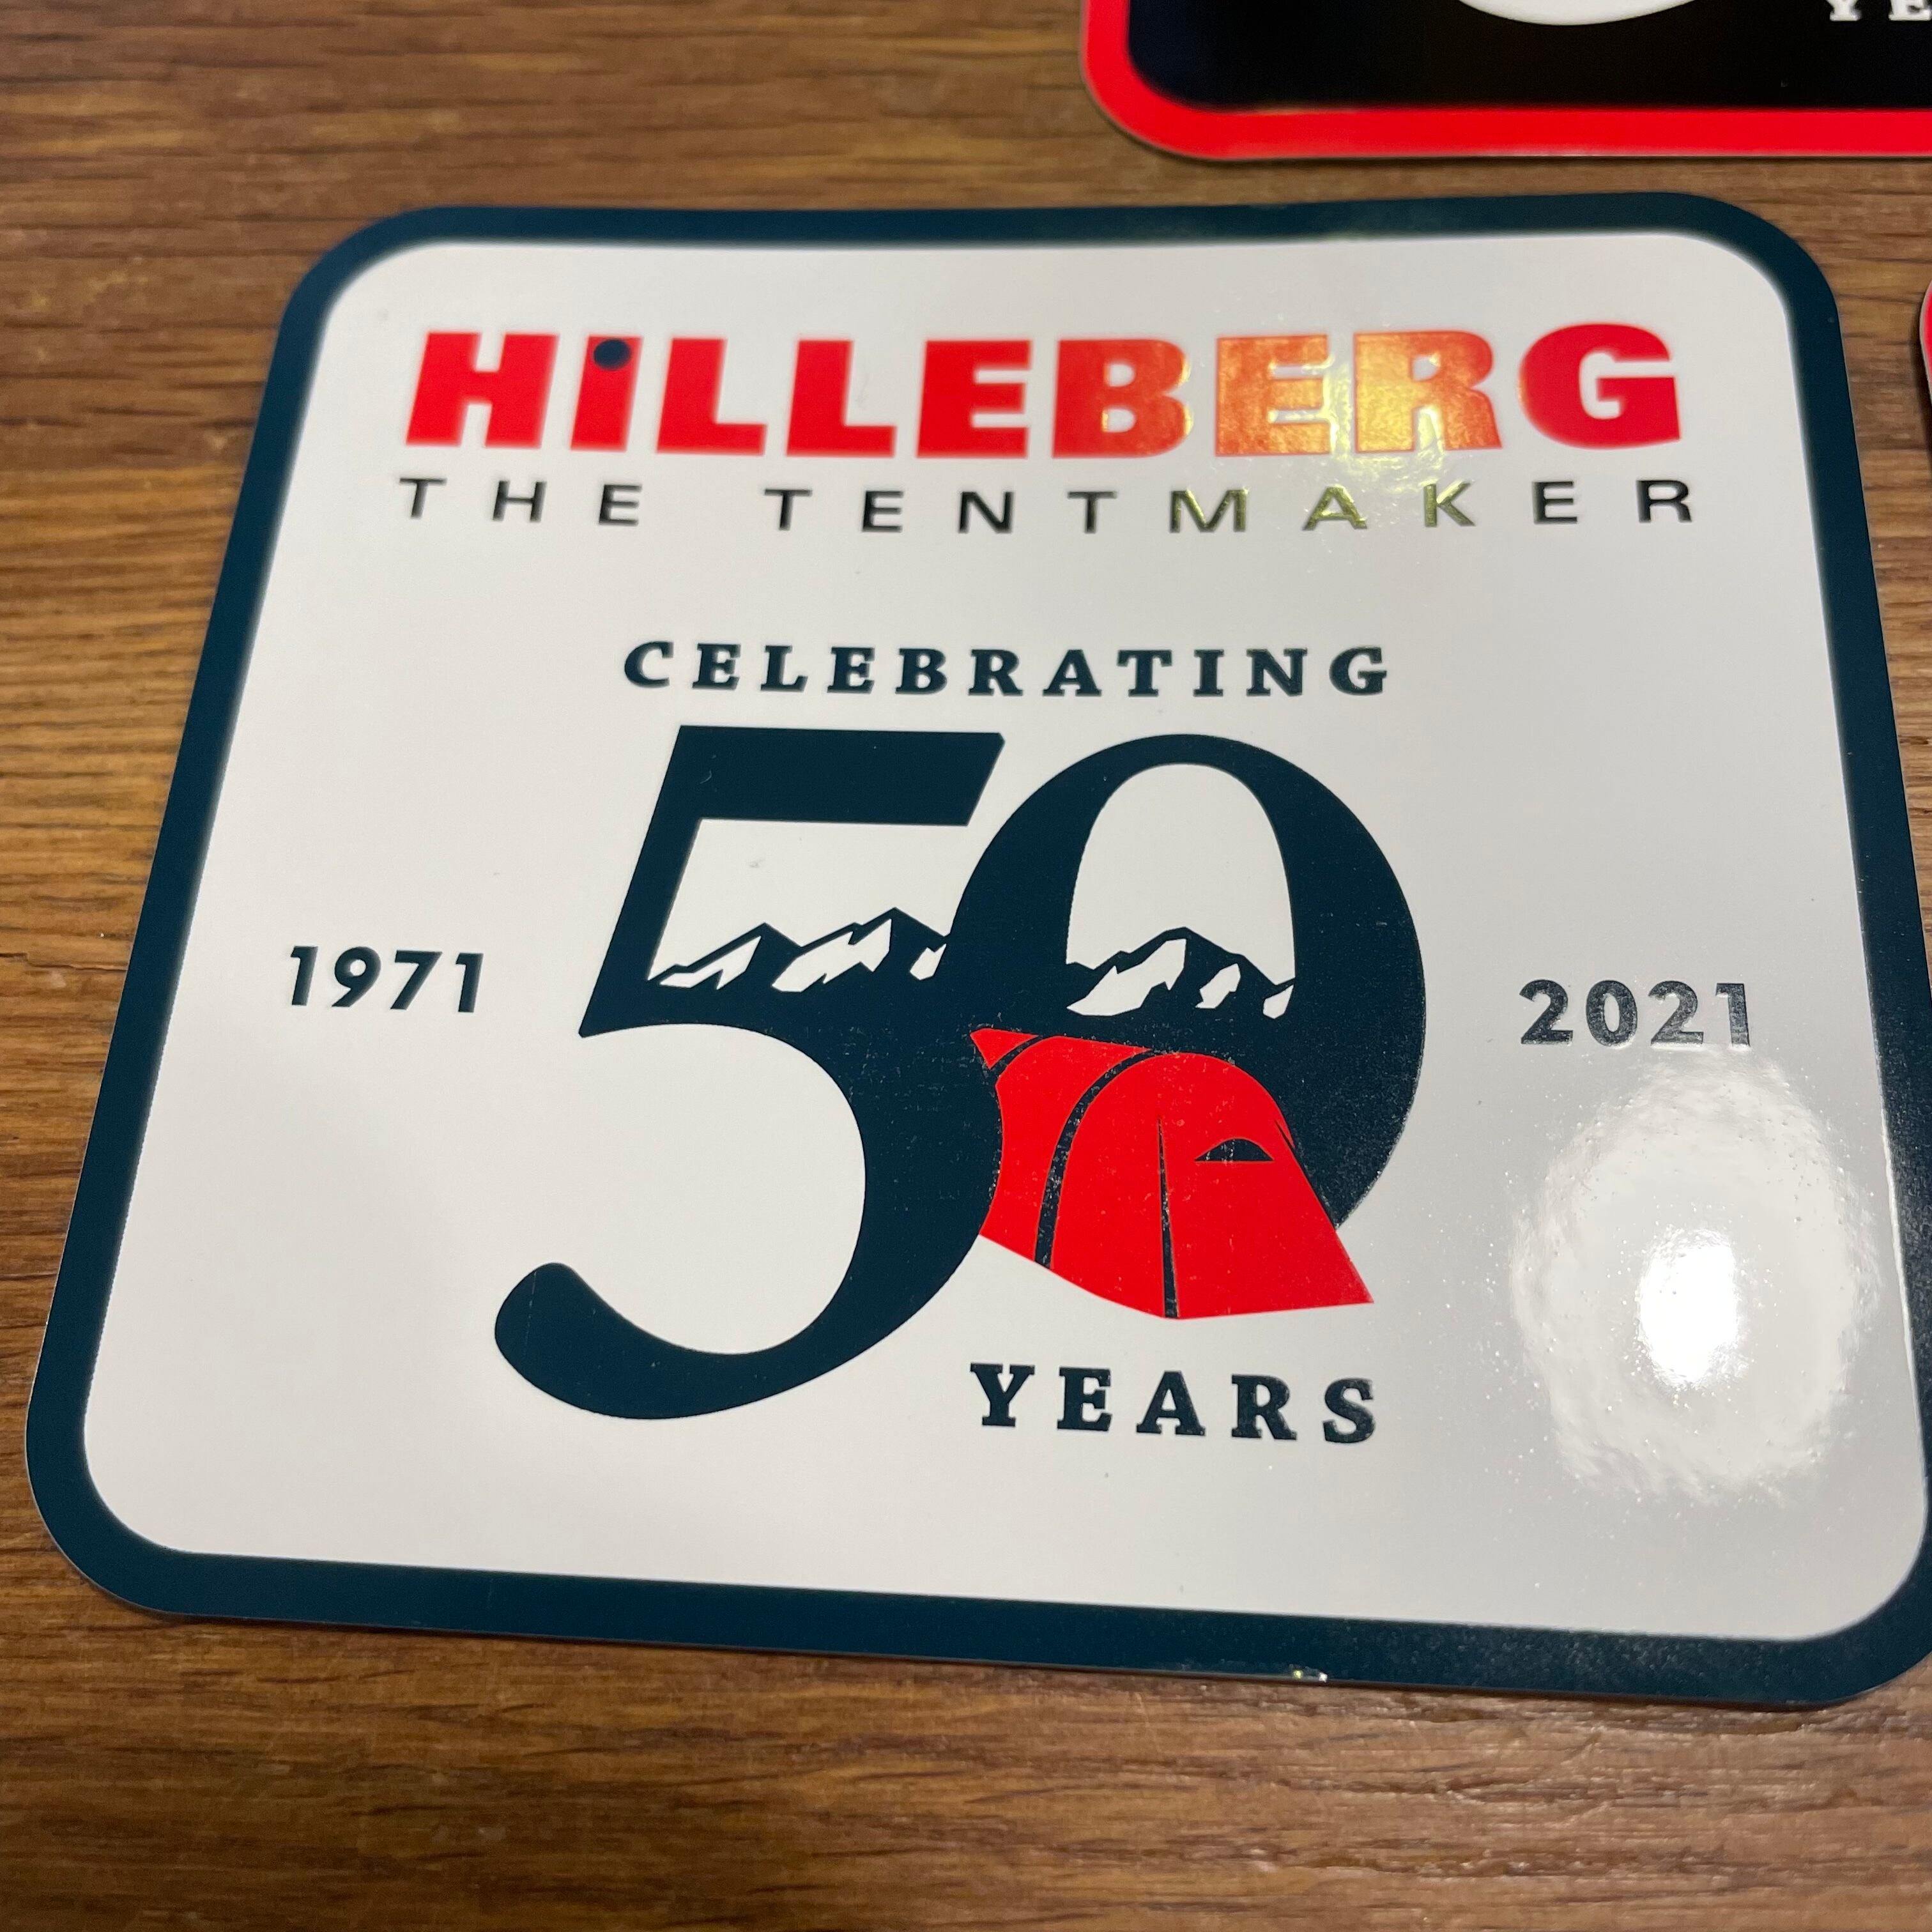 HiLLEBERG
THE TENTMAKER
CELEBRATING
50
1971
2021
YEARS